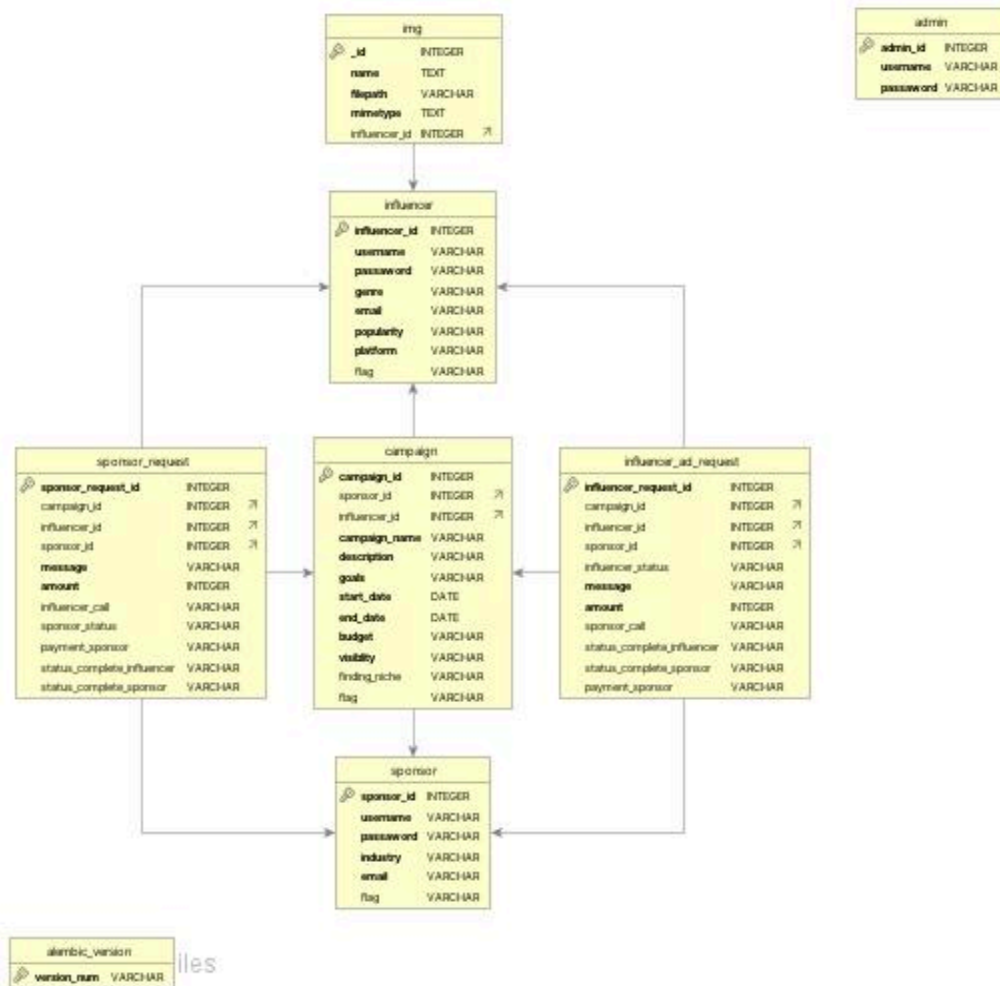 img
_id INTEGER
name TEXT
filepath VARCHAR
mimetype TEXT
influencer_id INTEGER
admin
admin_id INTEGER
username VARCHAR
password VARCHAR
influencer
influencer_id INTEGER
username VARCHAR
password VARCHAR
genre VARCHAR
email VARCHAR
popularity VARCHAR
platform VARCHAR
flag VARCHAR
sponsor_request
sponsor_request_id INTEGER
campaign_id INTEGER
influencer_id INTEGER
sponsor_id INTEGER
message VARCHAR
amount INTEGER
influencer_call VARCHAR
sponsor_status VARCHAR
payment_sponsor VARCHAR
status_complete_influencer VARCHAR
status_complete_sponsor VARCHAR
campaign
campaign_id INTEGER
sponsor_id INTEGER
influencer_id INTEGER
campaign_name VARCHAR
description VARCHAR
goals VARCHAR
start_date DATE
end_date DATE
budget VARCHAR
visiblity VARCHAR
finding_niche VARCHAR
flag VARCHAR
influencer_ad_request
influencer_request_id INTEGER
campaign_id INTEGER
influencer_id INTEGER
sponsor_id INTEGER
influencer_status VARCHAR
message VARCHAR
amount INTEGER
sponsor_call VARCHAR
status_complete_influencer VARCHAR
status_complete_sponsor VARCHAR
payment_sponsor VARCHAR
sponsor
sponsor_id INTEGER
username VARCHAR
password VARCHAR
industry VARCHAR
email VARCHAR
flag VARCHAR
alembic_version
version_num VARCHAR
iles